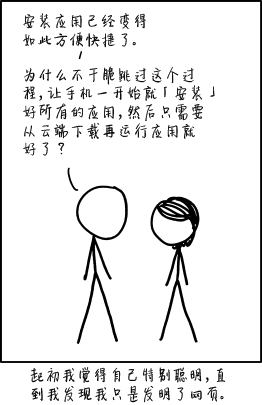 安装应用已经变得
如此方便快捷了。
为什么不干脆跳过这个过
程，让手机一开始就「安装」
好所有的应用，然后只需要
从云端下载再运行应用就
好了？
起初我觉得自己特别聪明，直
到我发现我只是发明了网页。